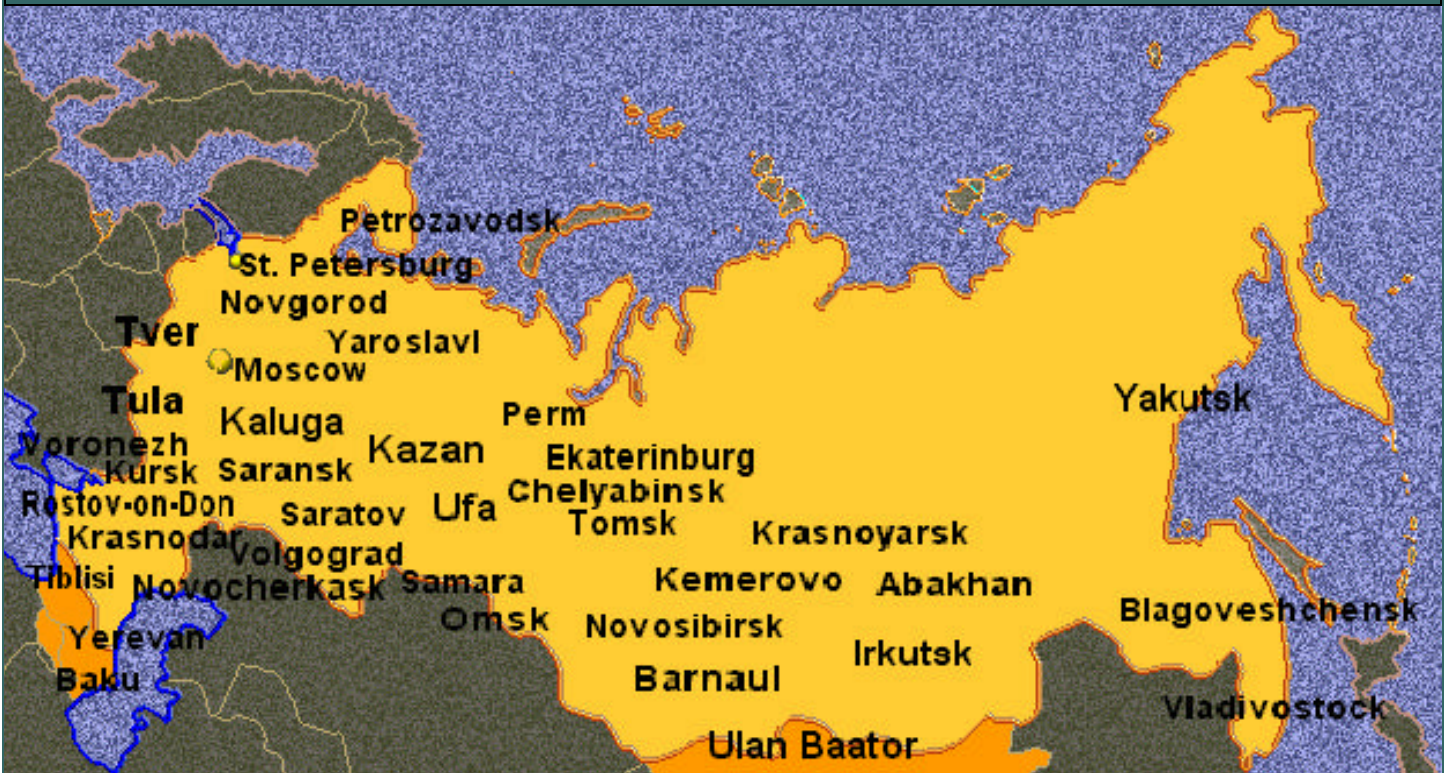 Petrozavodsk
St. Petersburg
Novgorod
Tver
Yaroslavl
Moscow
Tula
Kaluga
Perm
Yakutsk
Voronezh
Kazan
Ekaterinburg
Kursk
Saransk
Chelyabinsk
Rostov-on-Don
Saratov
Ufa
Tomsk
Krasnoyarsk
Krasnodar
Volgograd
Tiblisi
Novocherkask
Samara
Kemerovo
Abakhan
Omsk
Novosibirsk
Blagoveshchensk
Yerevan
Irkutsk
Baku
Barnaul
Vladivostock
Ulan Baator